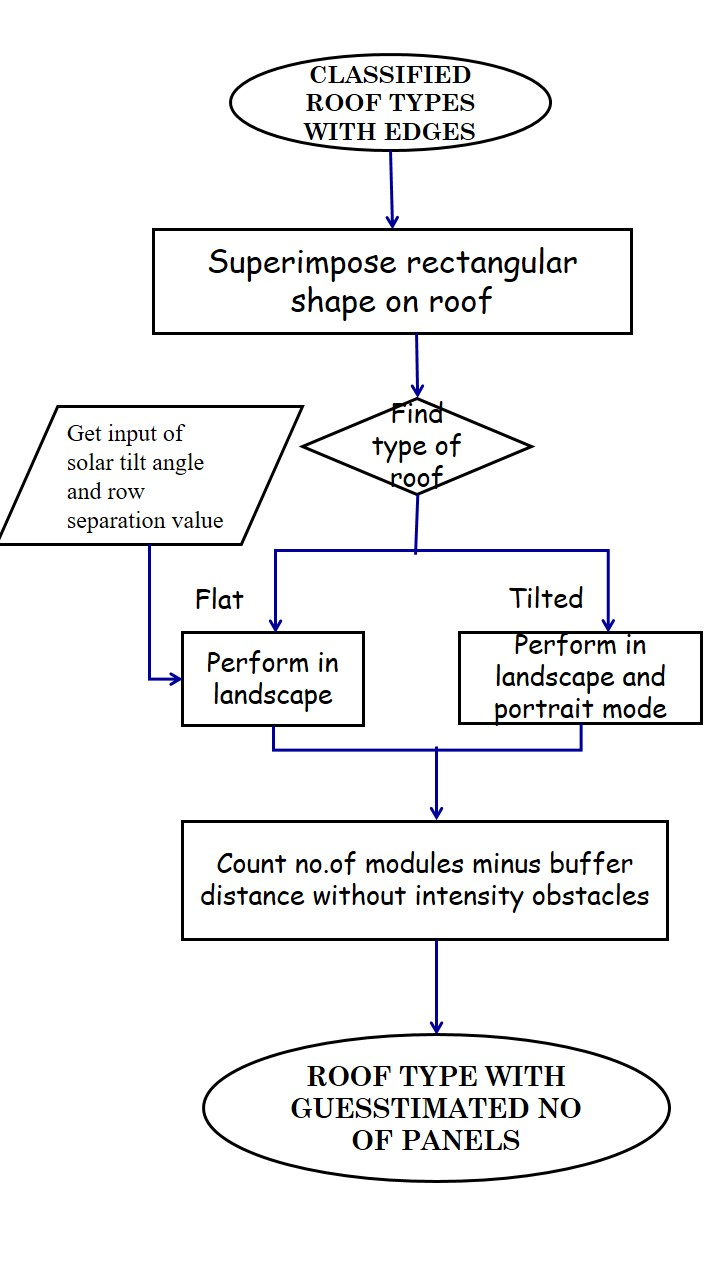 CLASSIFIED
ROOF TYPES
WITH EDGES
Superimpose rectangular
shape on roof
Find
type of
roof
Get input of
solar tilt angle
and row
separation value
Flat
Tilted
Perform in
landscape
Perform in
landscape and
portrait mode
Count no.of modules minus buffer
distance without intensity obstacles
ROOF TYPE WITH
GUESSTIMATED NO
OF PANELS